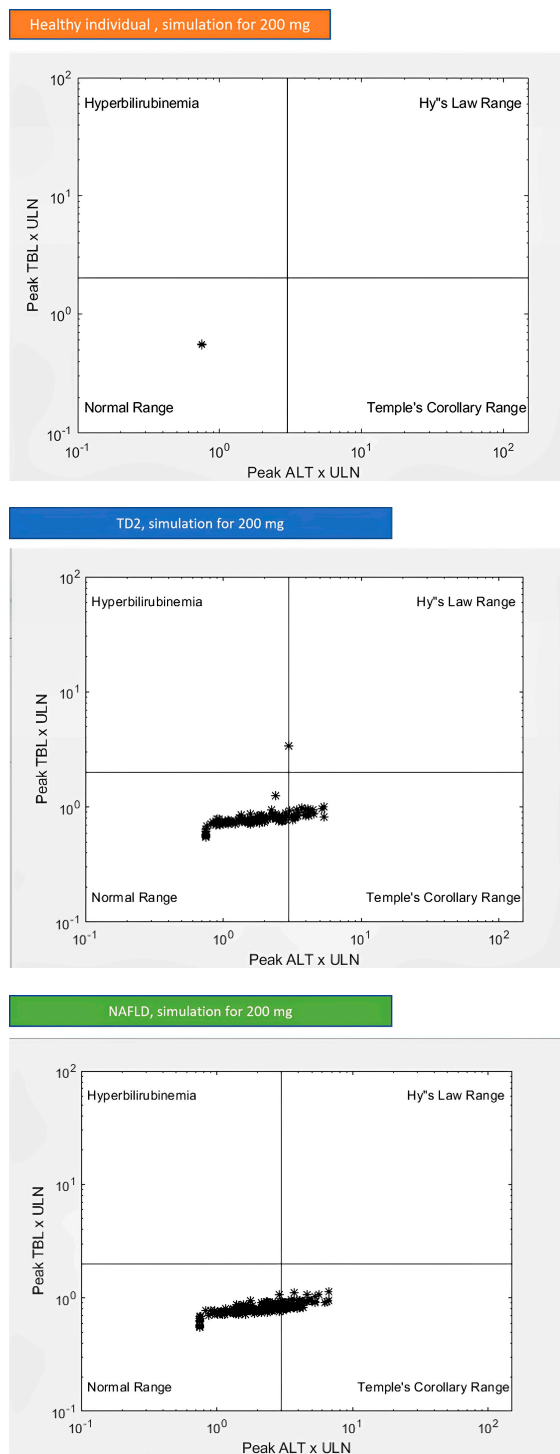 Healthy individual , simulation for 200 mg
10²
Hyperbilirubinemia
Hy"s Law Range
10¹
Peak TBL x ULN
10⁰
Normal Range
Temple's Corollary Range
10⁻¹
10⁻¹ 10⁰ 10¹ 10²
Peak ALT x ULN
TD2, simulation for 200 mg
10²
Hyperbilirubinemia
Hy"s Law Range
10¹
Peak TBL x ULN
10⁰
Normal Range
Temple's Corollary Range
10⁻¹
10⁻¹ 10⁰ 10¹ 10²
Peak ALT x ULN
NAFLD, simulation for 200 mg
10²
Hyperbilirubinemia
Hy"s Law Range
10¹
Peak TBL x ULN
10⁰
Normal Range
Temple's Corollary Range
10⁻¹
10⁻¹ 10⁰ 10¹ 10²
Peak ALT x ULN